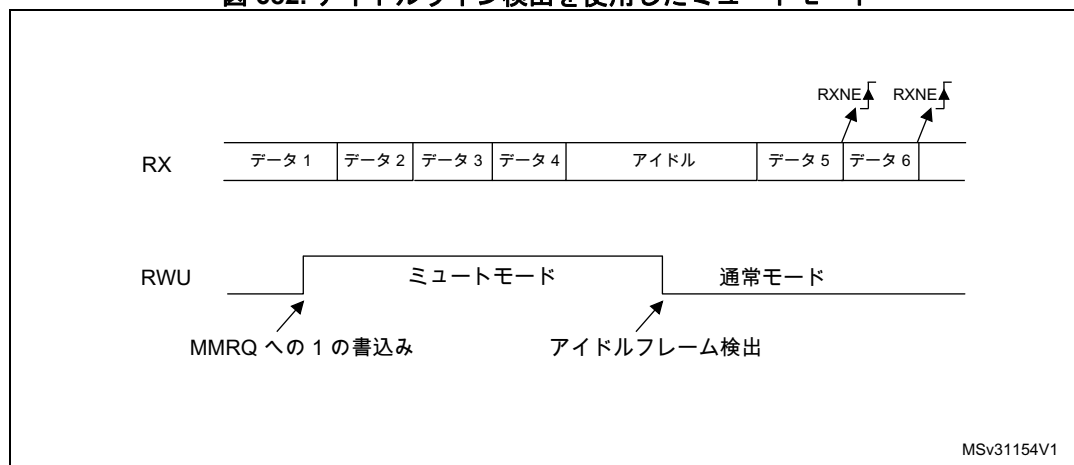 RXNE RXNE
RX データ 1 データ 2 データ 3 データ 4 アイドル データ 5 データ 6
RWU ミュートモード 通常モード
MMRQ への 1 の書込み アイドルフレーム検出
MSv31154V1